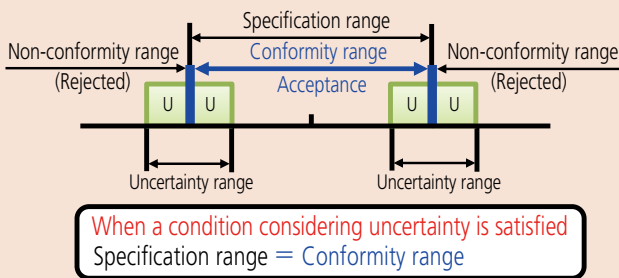 Specification range
Non-conformity range
Conformity range
Non-conformity range
(Rejected)
Acceptance
(Rejected)
U U U U
Uncertainty range
Uncertainty range
When a condition considering uncertainty is satisfied
Specification range = Conformity range